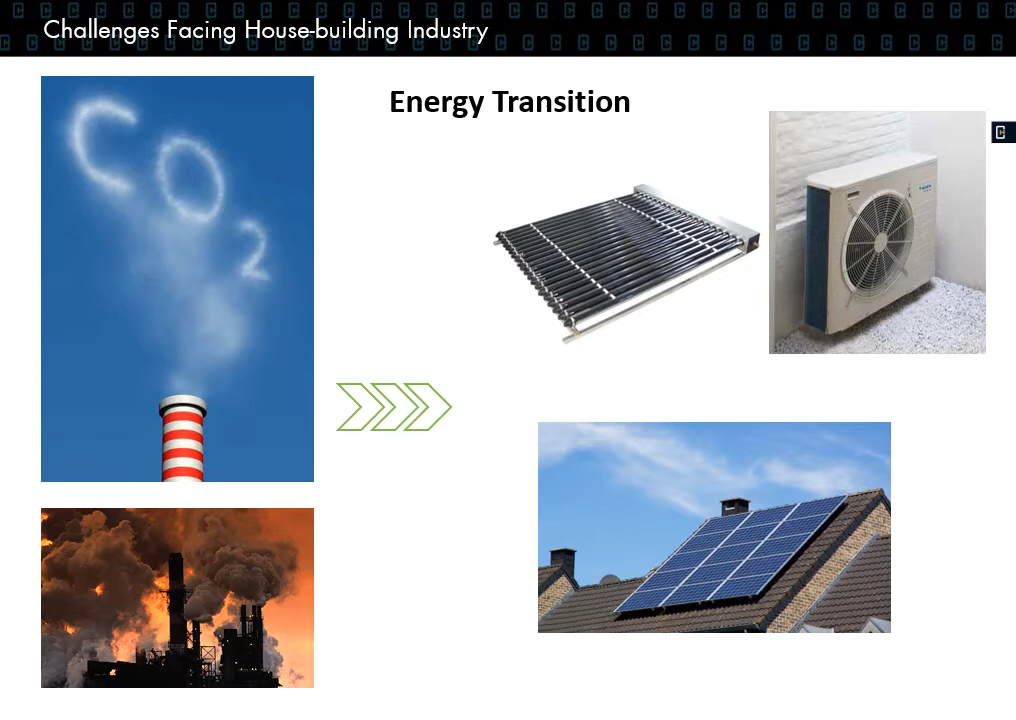 Challenges Facing House-building Industry
Energy Transition
CO2